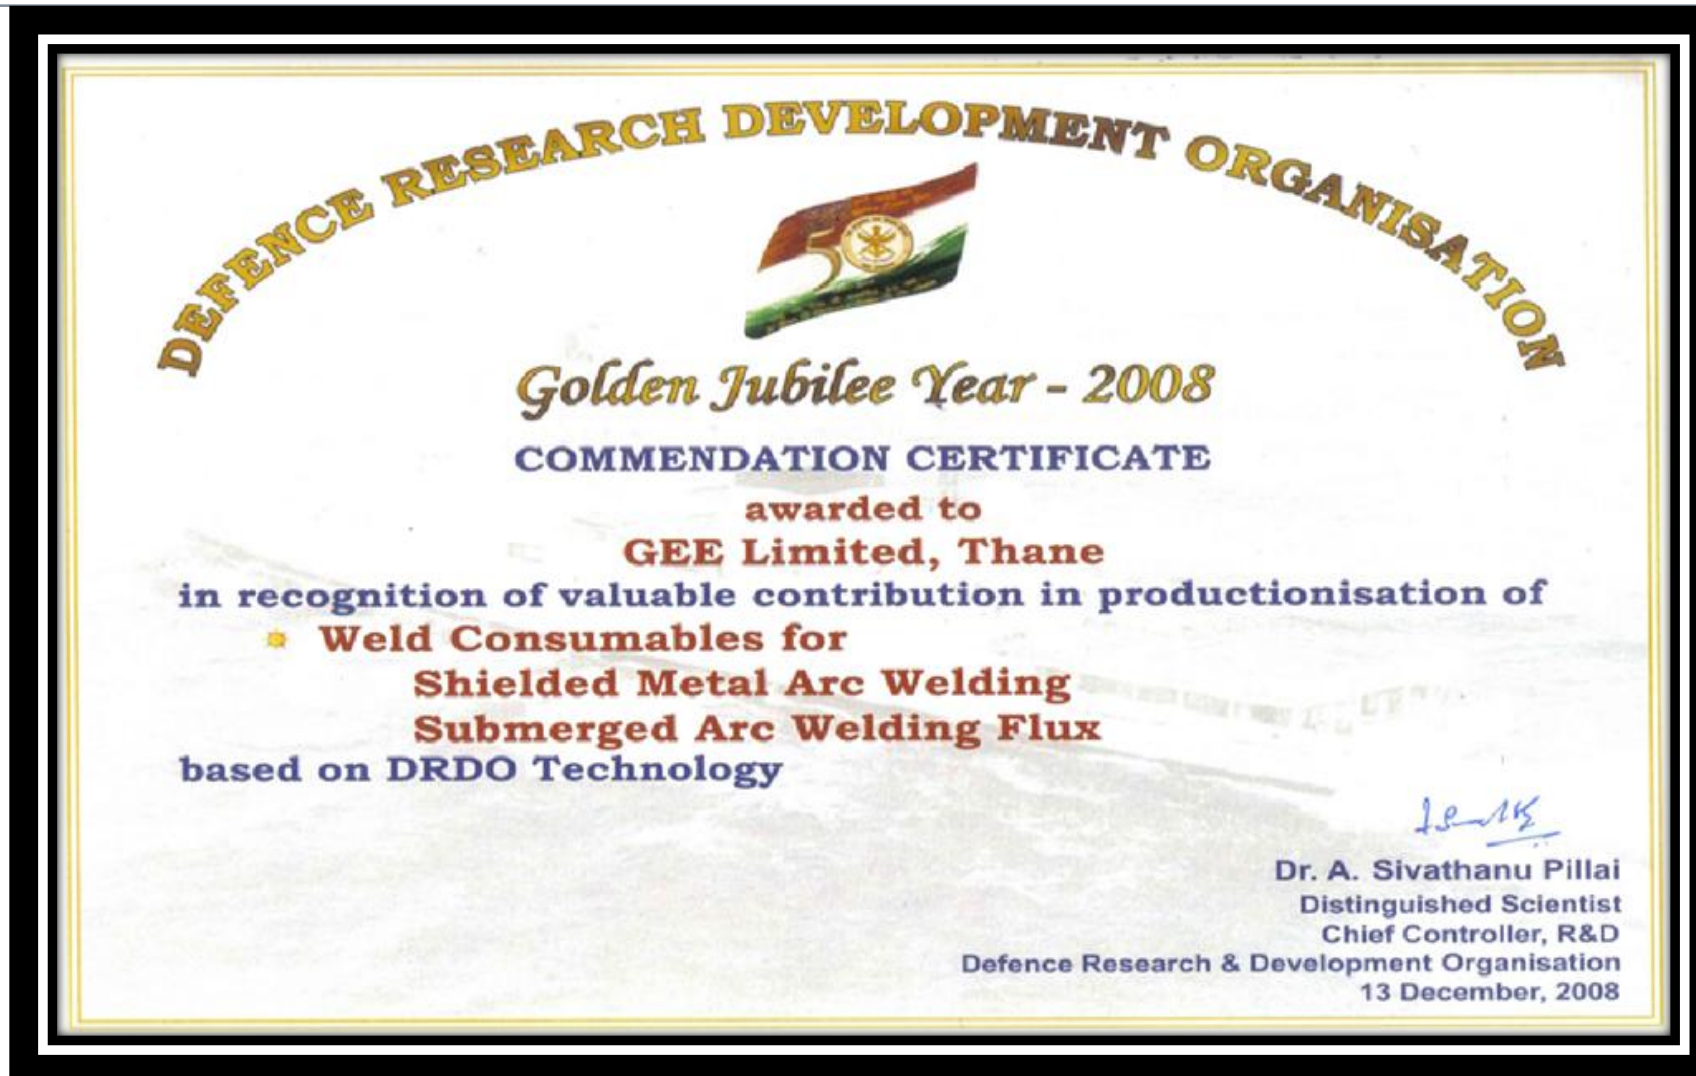 DEFENCE RESEARCH DEVELOPMENT ORGANISATION
50
Golden Jubilee Year - 2008
COMMENDATION CERTIFICATE
awarded to
GEE Limited, Thane
in recognition of valuable contribution in productionisation of
Weld Consumables for
Shielded Metal Arc Welding
Submerged Arc Welding Flux
based on DRDO Technology
Dr. A. Sivathanu Pillai
Distinguished Scientist
Chief Controller, R&D
Defence Research & Development Organisation
13 December, 2008